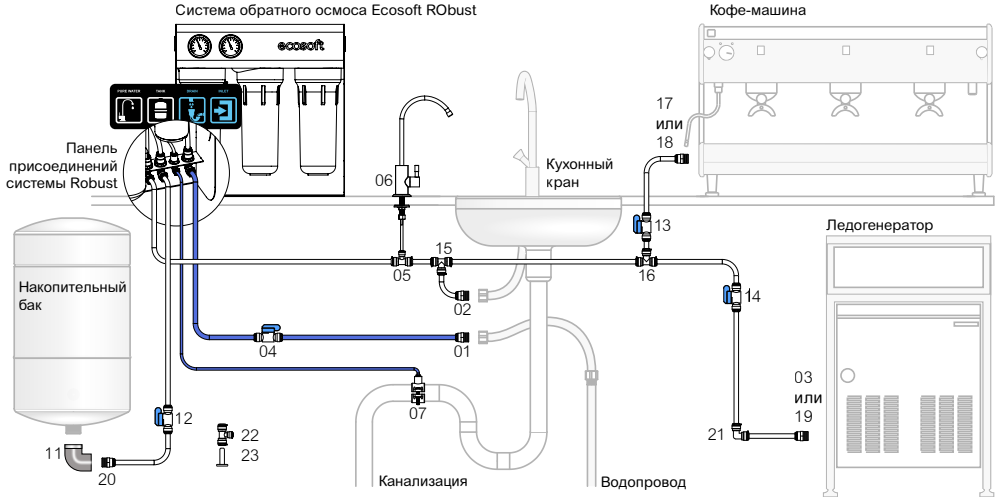 Система обратного осмоса Ecosoft RObust
Кофе-машина
ecosoft
PURE WATER
TANK
DRAIN
INLET
Панель
присоединений
системы Robust
06
Кухонный
кран
17
или
18
13
Ледогенератор
15
05
16
02
14
Накопительный
бак
04
01
07
03
или
19
12
22
21
11
23
20
Канализация
Водопровод